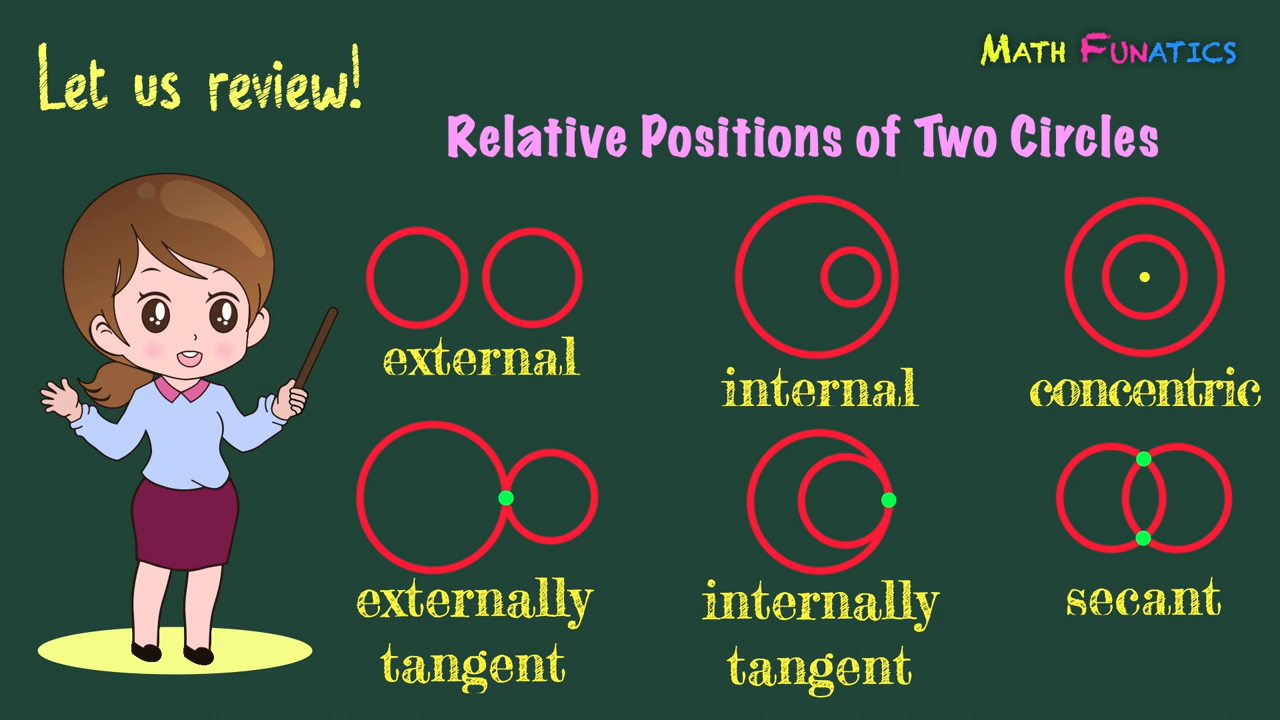 Let us review!
MATH FUNATICS
Relative Positions of Two Circles
external
internal
concentric
externally
tangent
internally
tangent
secant